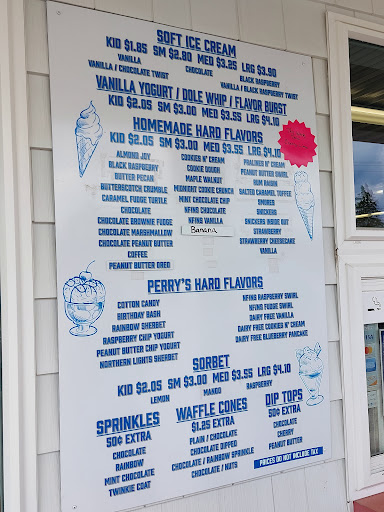 SOFT ICE CREAM
KID $1.85 SM $2.80 MED $3.25 LRG $3.90
VANILLA CHOCOLATE BLACK RASPBERRY
VANILLA / CHOCOLATE TWIST VANILLA / BLACK RASPBERRY TWIST
VANILLA YOGURT / DOLE WHIP / FLAVOR BURST
KID $2.05 SM $3.00 MED $3.55 LRG $4.10
HOMEMADE HARD FLAVORS
KID $2.05 SM $3.00 MED $3.55 LRG $4.10
ALMOND JOY
BLACK RASPBERRY
BUTTER PECAN
BUTTERSCOTCH CRUMBLE
CARAMEL FUDGE TURTLE
CHOCOLATE
CHOCOLATE BROWNIE FUDGE
CHOCOLATE MARSHMALLOW
CHOCOLATE PEANUT BUTTER
COFFEE
PEANUT BUTTER OREO
COOKIES N' CREAM
COOKIE DOUGH
MAPLE WALNUT
MIDNIGHT COOKIE CRUNCH
MINT CHOCOLATE CHIP
NFING CHOCOLATE
NFING VANILLA
Banana
PRALINES N' CREAM
PEANUT BUTTER SWIRL
RUM RAISIN
SALTED CARAMEL TOFFEE
SMORES
SNICKERS
SNICKERS INSIDE OUT
STRAWBERRY
STRAWBERRY CHEESECAKE
VANILLA
PERRY'S HARD FLAVORS
COTTON CANDY
BIRTHDAY BASH
RAINBOW SHERBET
RASPBERRY CHIP YOGURT
PEANUT BUTTER CHIP YOGURT
NORTHERN LIGHTS SHERBET
NFING RASPBERRY SWIRL
NFING FUDGE SWIRL
DAIRY FREE VANILLA
DAIRY FREE COOKIES N' CREAM
DAIRY FREE BLUEBERRY PANCAKE
SORBET
KID $2.05 SM $3.00 MED $3.55 LRG $4.10
LEMON MANGO RASPBERRY
SPRINKLES
50¢ EXTRA
CHOCOLATE
RAINBOW
MINT CHOCOLATE
TWINKIE COAT
WAFFLE CONES
$1.25 EXTRA
PLAIN / CHOCOLATE
CHOCOLATE DIPPED
CHOCOLATE / RAINBOW SPRINKLE
CHOCOLATE / NUTS
DIP TOPS
50¢ EXTRA
CHOCOLATE
CHERRY
PEANUT BUTTER
PRICES DO NOT INCLUDE TAX